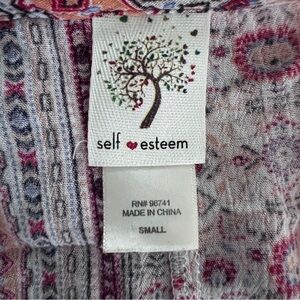 self ❤ esteem
RN# 96741
MADE IN CHINA
SMALL